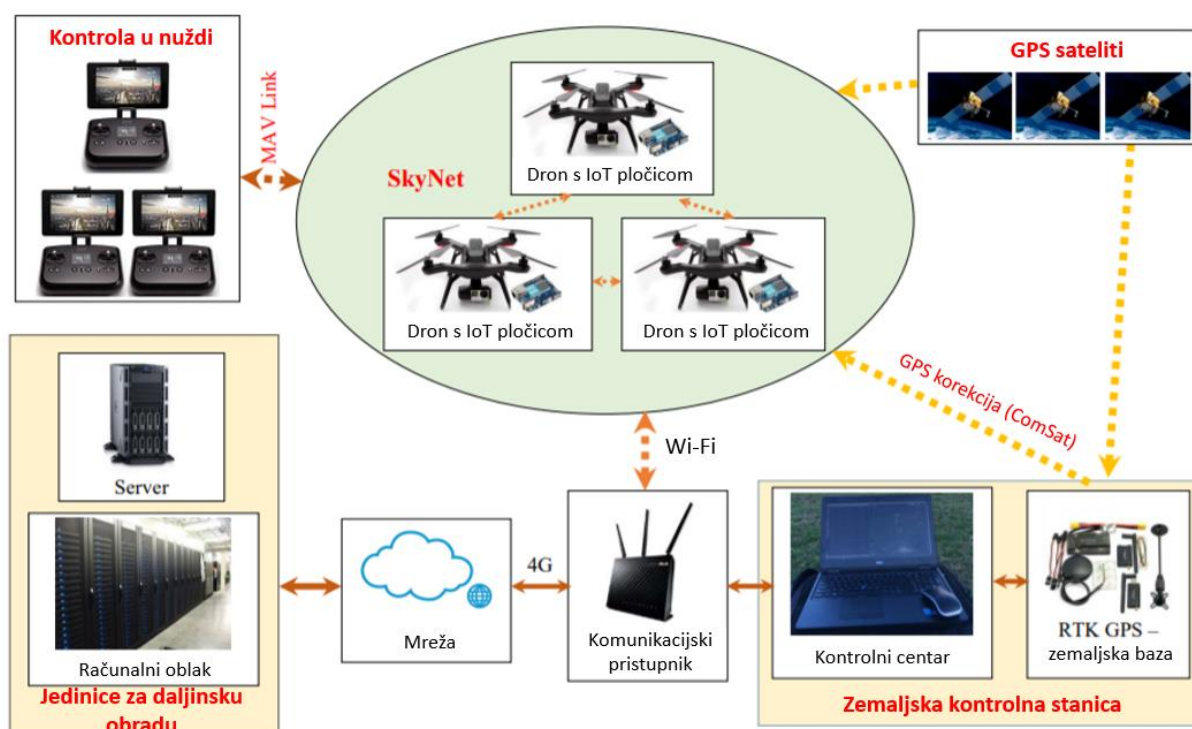 Kontrola u nuždi
MAV Link
SkyNet
Dron s IoT pločicom
Dron s IoT pločicom
Dron s IoT pločicom
GPS sateliti
GPS korekcija (ComSat)
Wi-Fi
Server
Računalni oblak
Jedinice za daljinsku
obradu
Mreža
4G
Komunikacijski
pristupnik
Kontrolni centar
RTK GPS –
zemaljska baza
Zemaljska kontrolna stanica